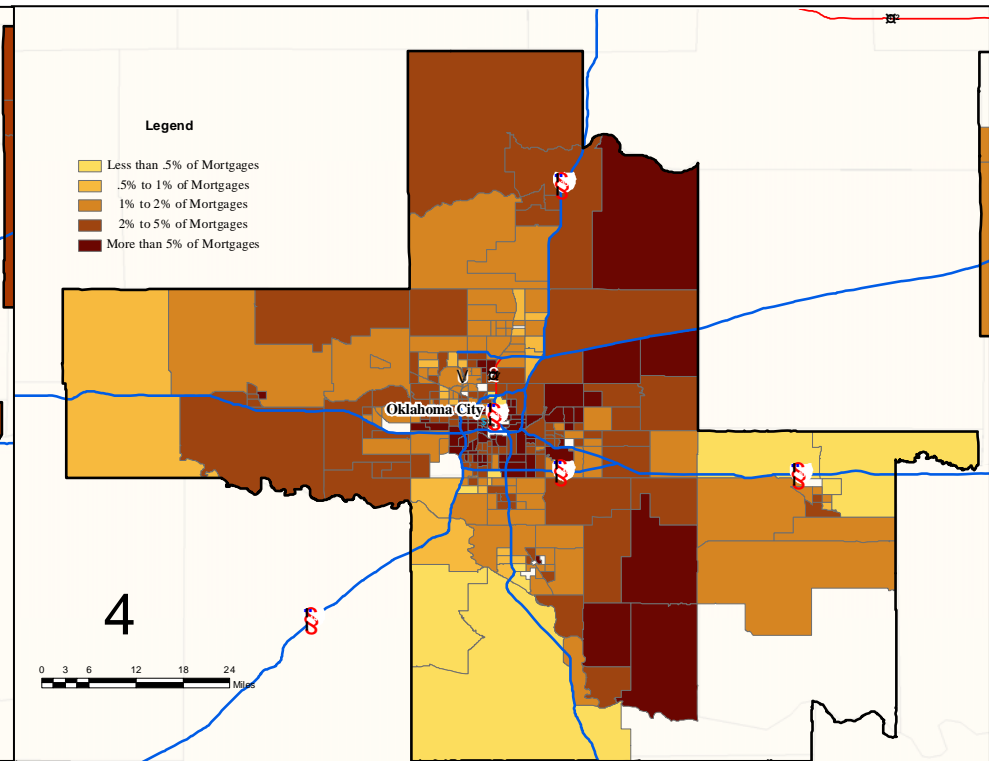 Legend
Less than .5% of Mortgages
.5% to 1% of Mortgages
1% to 2% of Mortgages
2% to 5% of Mortgages
More than 5% of Mortgages
Oklahoma City
4
0 3 6 12 18 24
Miles